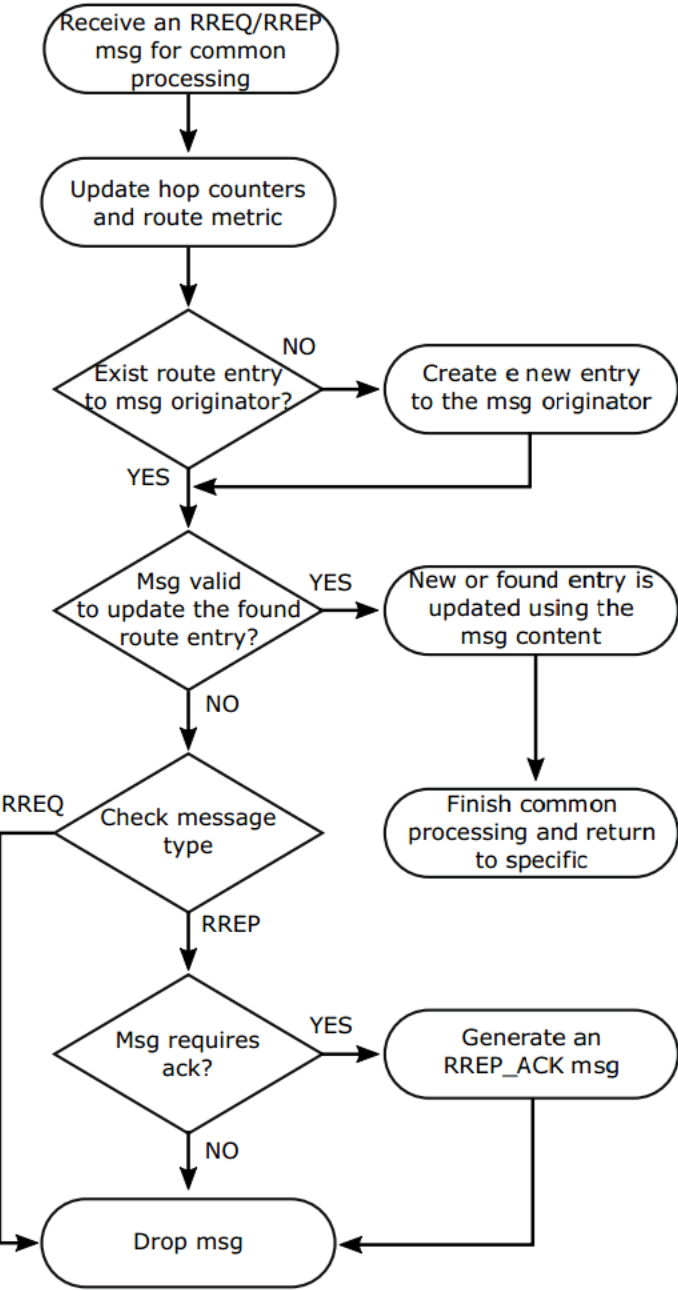 Receive an RREQ/RREP
msg for common
processing
Update hop counters
and route metric
NO
Exist route entry
to msg originator?
Create e new entry
to the msg originator
YES
Msg valid
to update the found
route entry?
YES
New or found entry is
updated using the
msg content
NO
RREQ
Check message
type
Finish common
processing and return
to specific
RREP
Msg requires
ack?
YES
Generate an
RREP_ACK msg
NO
Drop msg